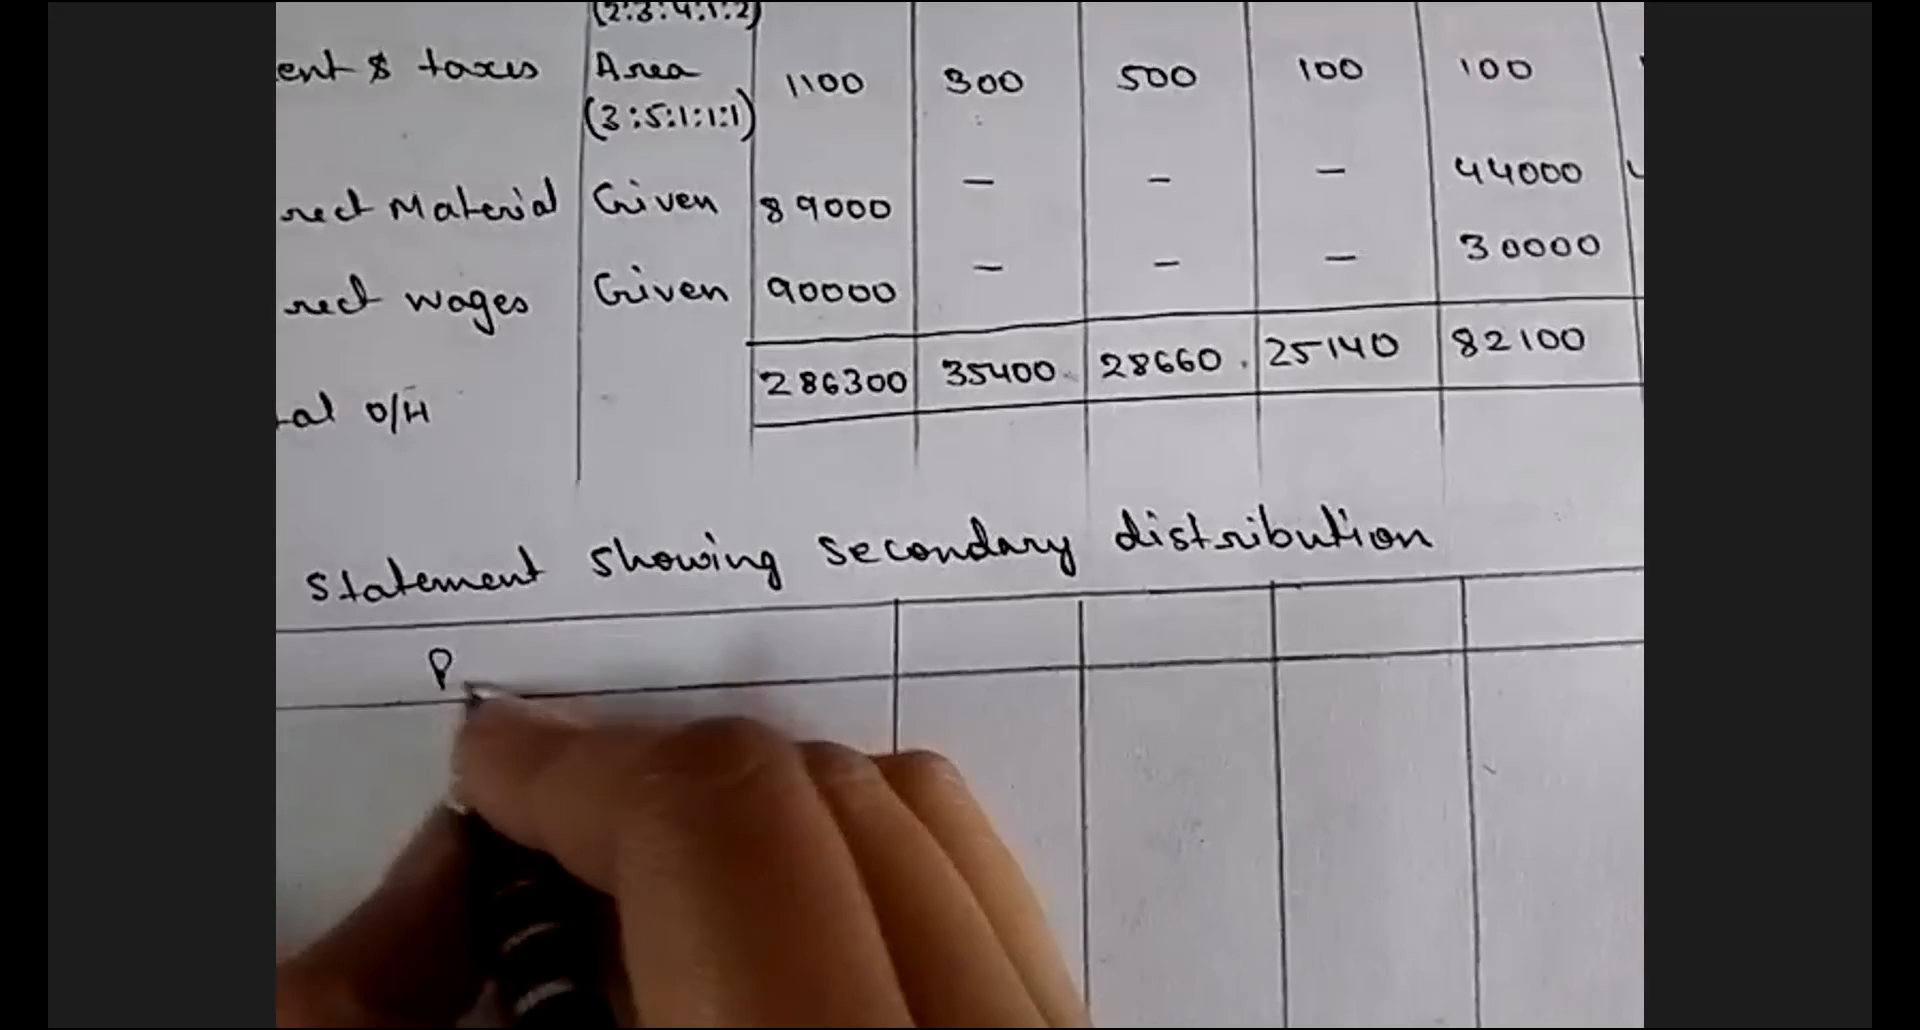 (2:3:4:1:2)
ent & taxes Area 1100 300 500 100 100
(3:5:1:1:1)
rect Material Given 89000 - - - 44000
rect wages Given 90000 - - - 30000
tal O/H 286300 35400 28660 25140 82100
Statement showing secondary distribution
P